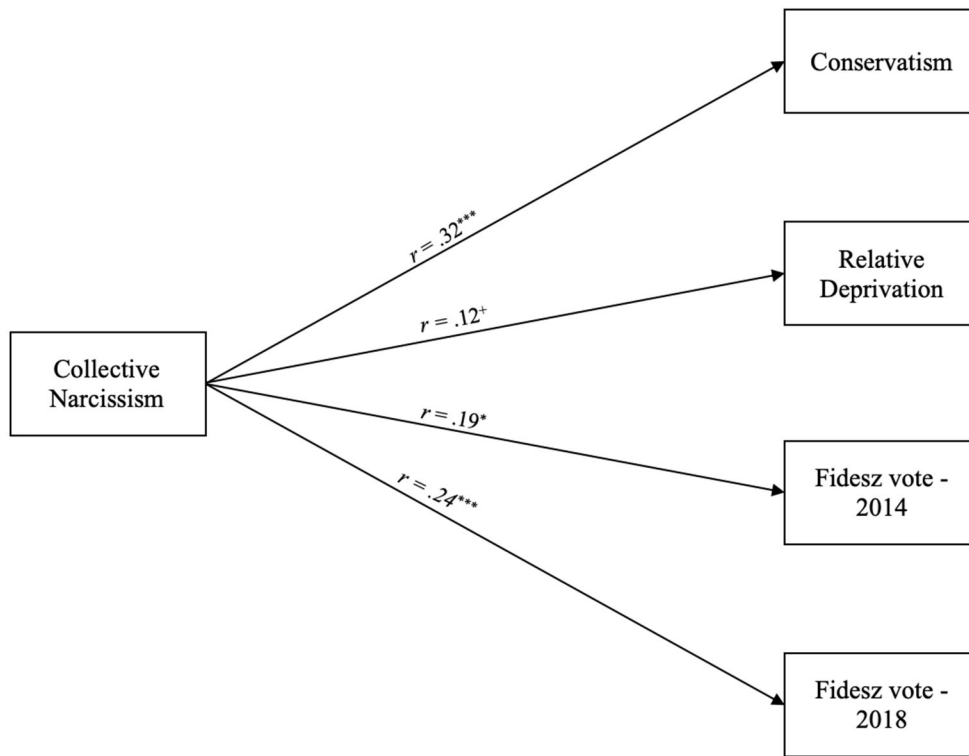 Conservatism
r = .32***
Relative
Deprivation
r = .12+
Collective
Narcissism
r = .19*
Fidesz vote -
2014
r = .24***
Fidesz vote -
2018